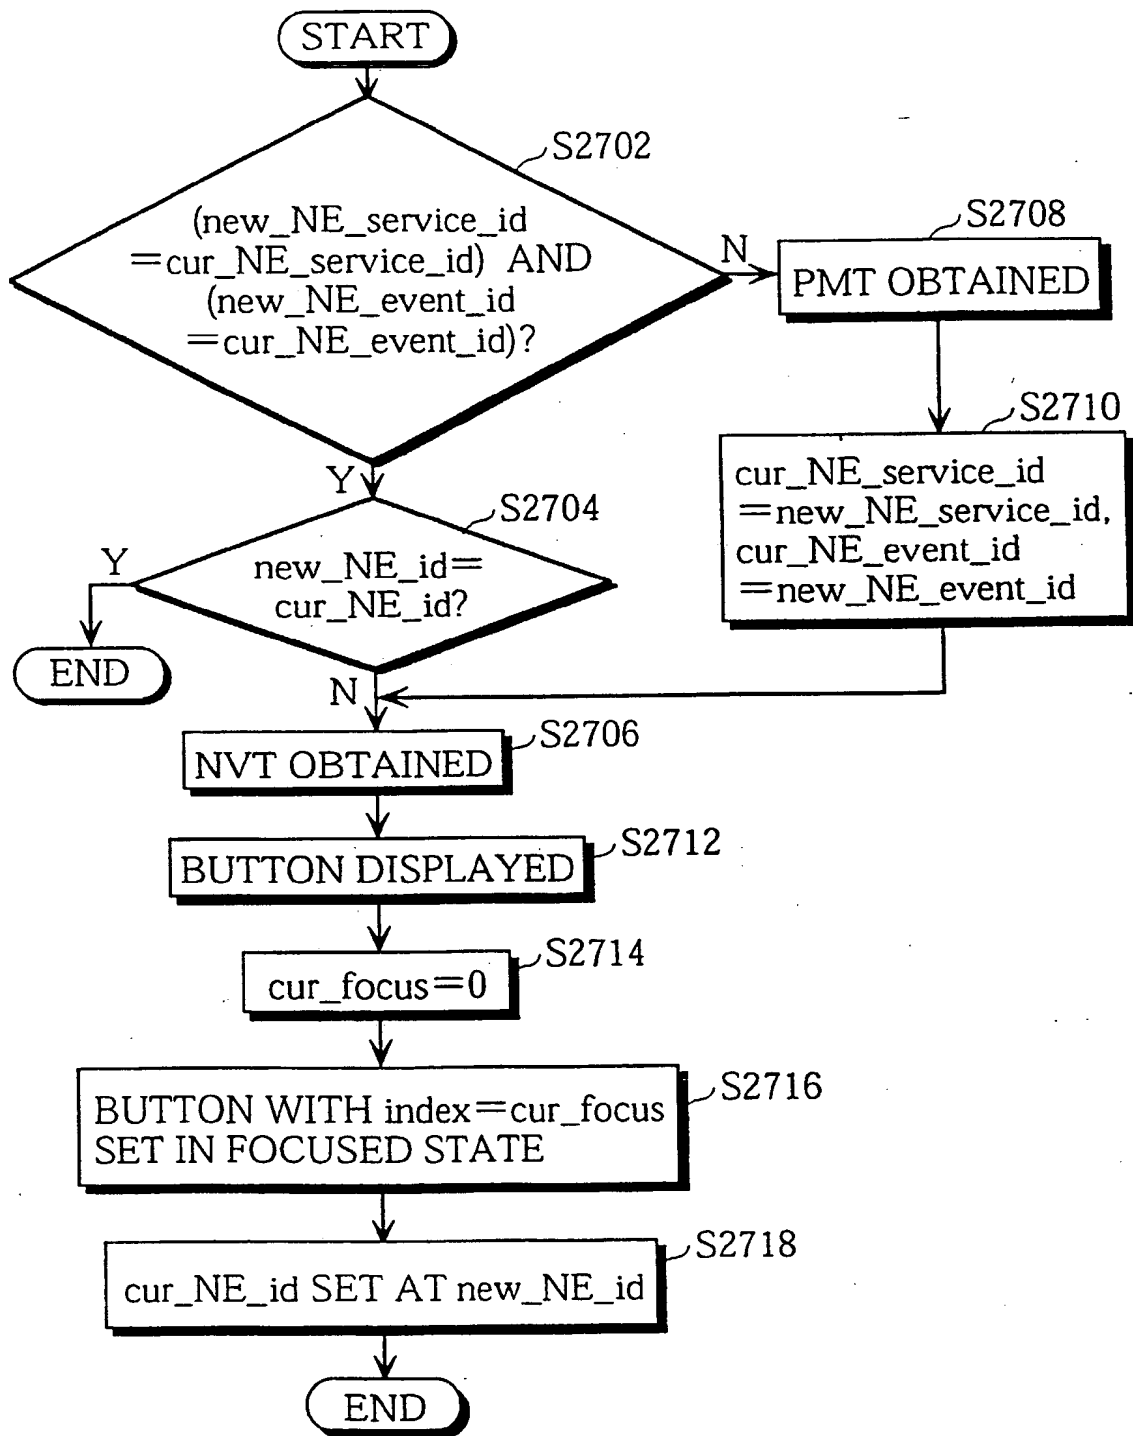 START
S2702
(new_NE_service_id
=cur_NE_service_id) AND
(new_NE_event_id
=cur_NE_event_id)?
N
S2708
PMT OBTAINED
S2710
cur_NE_service_id
=new_NE_service_id,
cur_NE_event_id
=new_NE_event_id
Y
S2704
new_NE_id=
cur_NE_id?
Y
END
N
S2706
NVT OBTAINED
S2712
BUTTON DISPLAYED
S2714
cur_focus=0
S2716
BUTTON WITH index=cur_focus
SET IN FOCUSED STATE
S2718
cur_NE_id SET AT new_NE_id
END